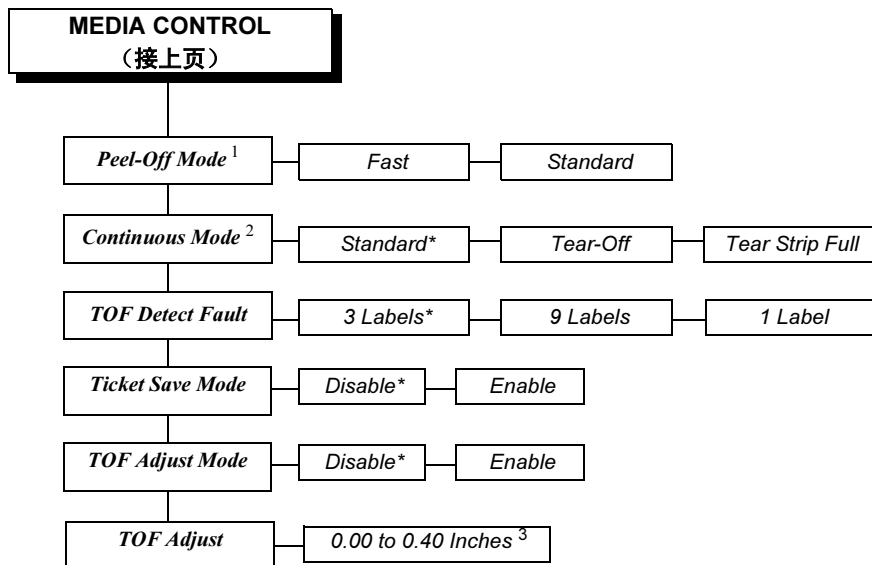 MEDIA CONTROL
（接上页）
Peel-Off Mode 1 Fast Standard
Continuous Mode 2 Standard* Tear-Off Tear Strip Full
TOF Detect Fault 3 Labels* 9 Labels 1 Label
Ticket Save Mode Disable* Enable
TOF Adjust Mode Disable* Enable
TOF Adjust 0.00 to 0.40 Inches 3